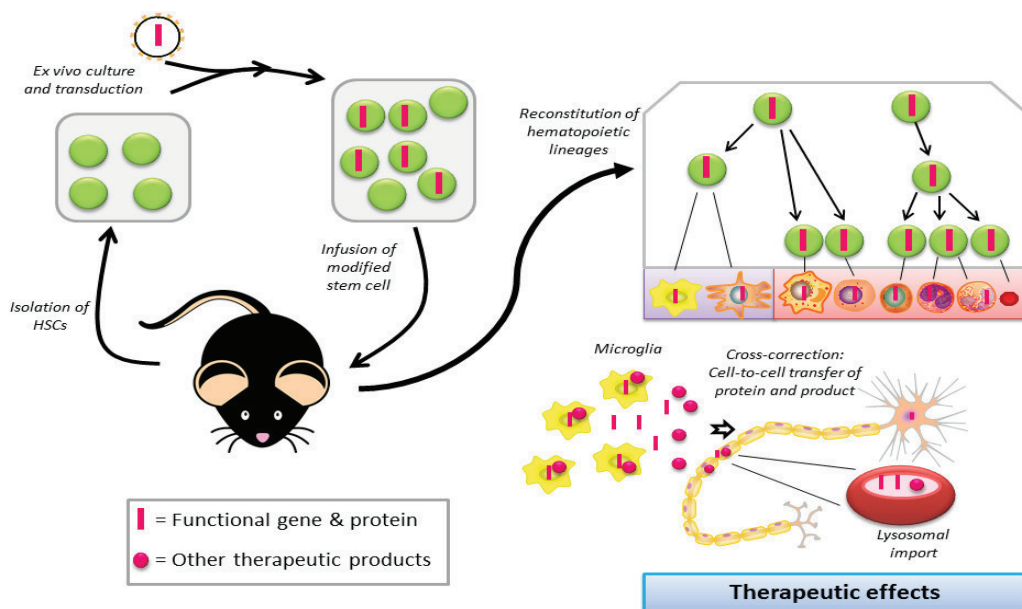 Ex vivo culture
and transduction
Isolation of
HSCs
Infusion of
modified
stem cell
Reconstitution of
hematopoietic
lineages
Microglia
Cross-correction:
Cell-to-cell transfer of
protein and product
Lysosomal
import
= Functional gene & protein
= Other therapeutic products
Therapeutic effects